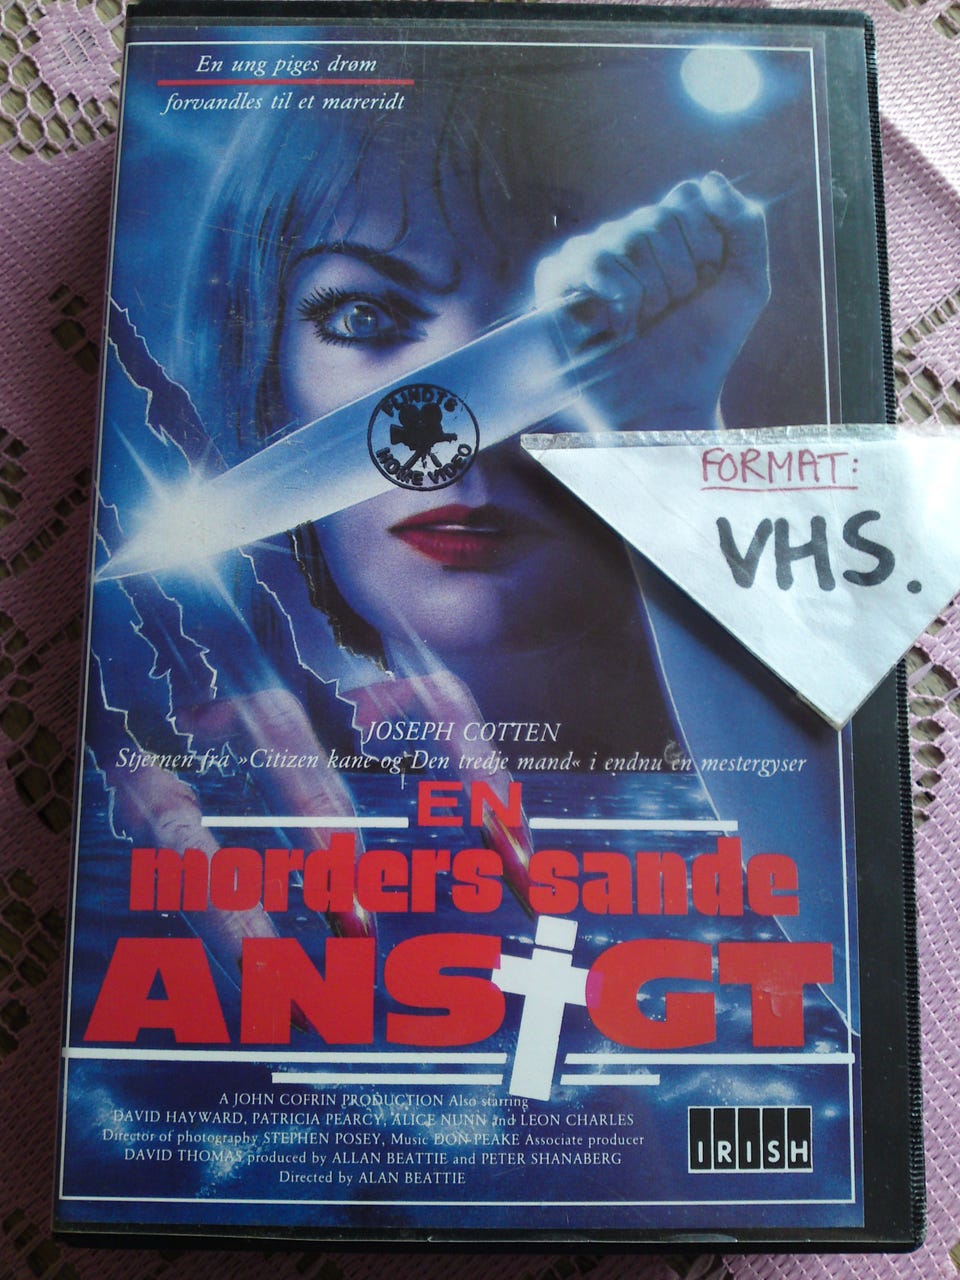 En ung piges drøm
forvandles til et mareridt
FLINDT'S
HOME VIDEO
FORMAT:
VHS.
JOSEPH COTTEN
Stjernen fra »Citizen kane og Den tredje mand« i endnu en mestergyser
EN
morders sande
ANSiGT
A JOHN COFRIN PRODUCTION Also starring
DAVID HAYWARD, PATRICIA PEARCY, ALICE NUNN and LEON CHARLES
Director of photography STEPHEN POSEY, Music DON PEAKE Associate producer
DAVID THOMAS, produced by ALLAN BEATTIE and PETER SHANABERG
Directed by ALAN BEATTIE
IRISH